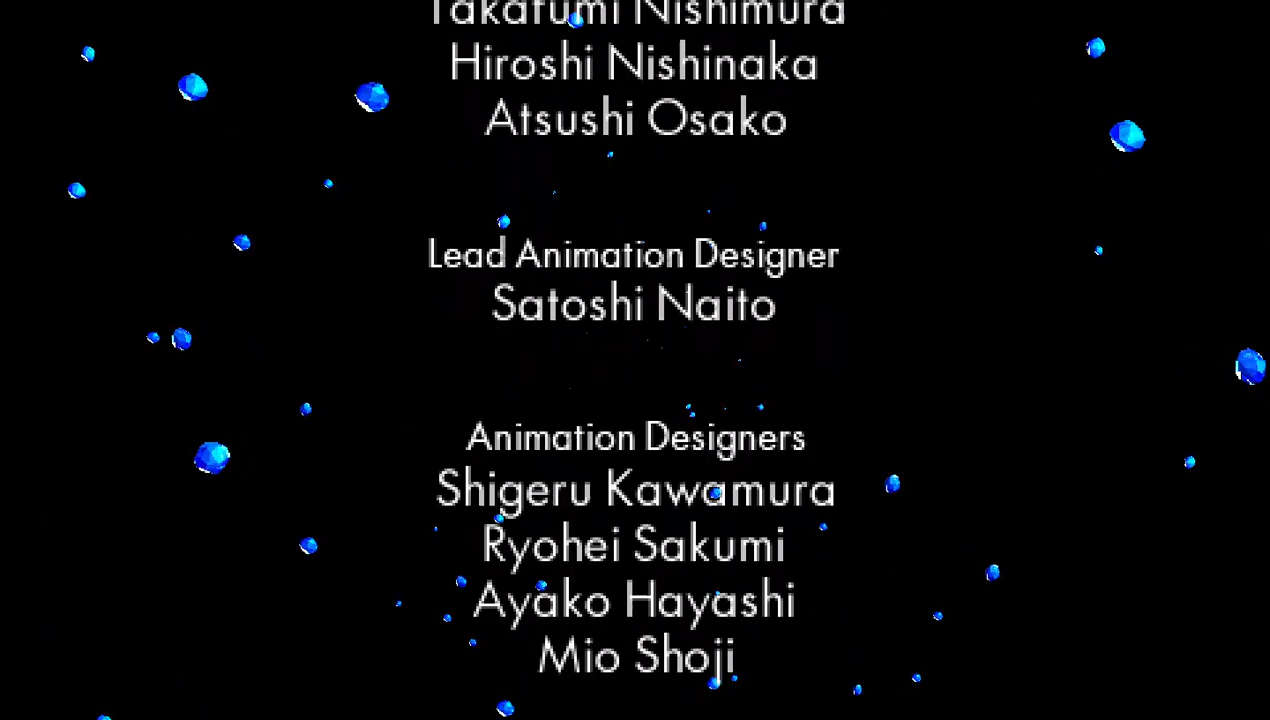 Takafumi Nishimura
Hiroshi Nishinaka
Atsushi Osako
Lead Animation Designer
Satoshi Naito
Animation Designers
Shigeru Kawamura
Ryohei Sakumi
Ayako Hayashi
Mio Shoji